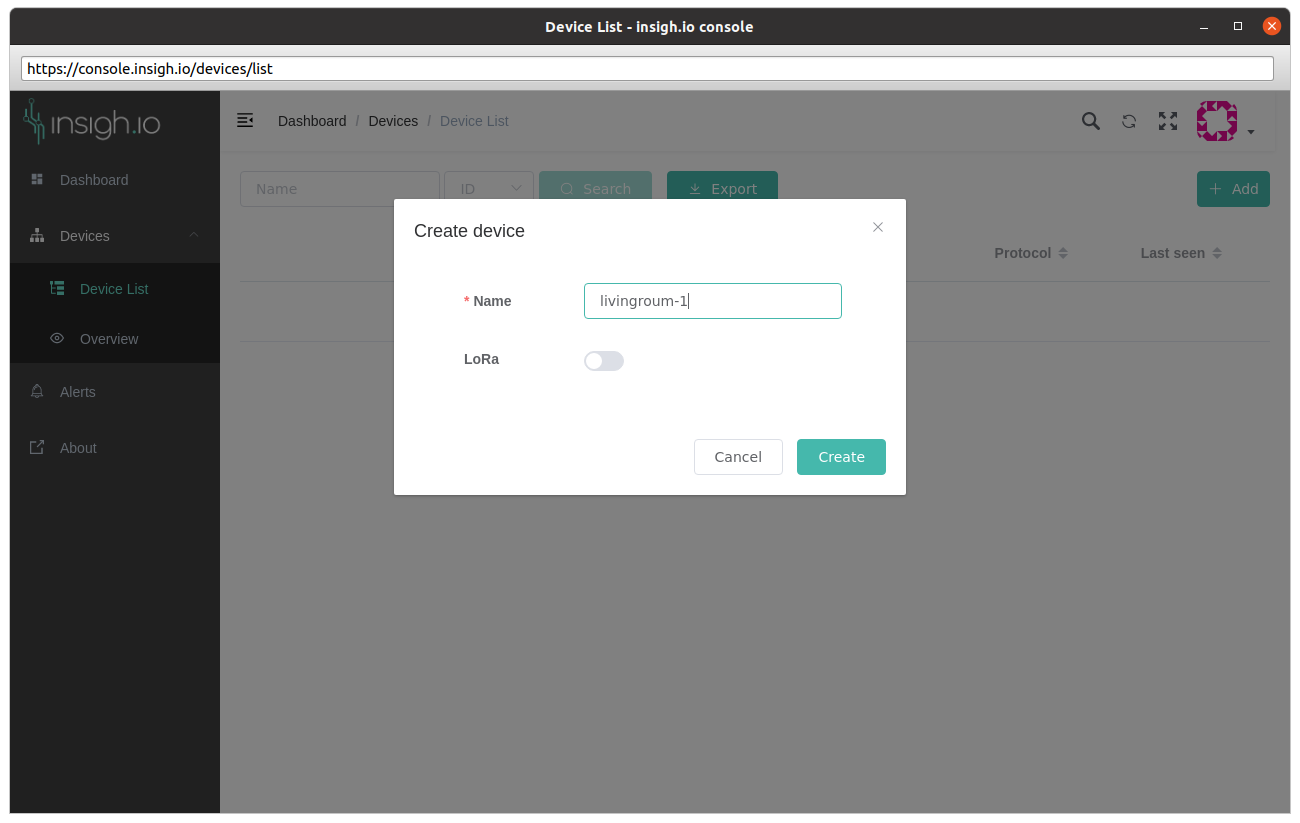 Device List - insigh.io console
https://console.insigh.io/devices/list
insigh.io
Dashboard / Devices / Device List
Dashboard
Devices
Device List
Overview
Alerts
About
Name
ID
Search
Export
+ Add
Protocol
Last seen
Create device
* Name
livingroum-1
LoRa
Cancel
Create